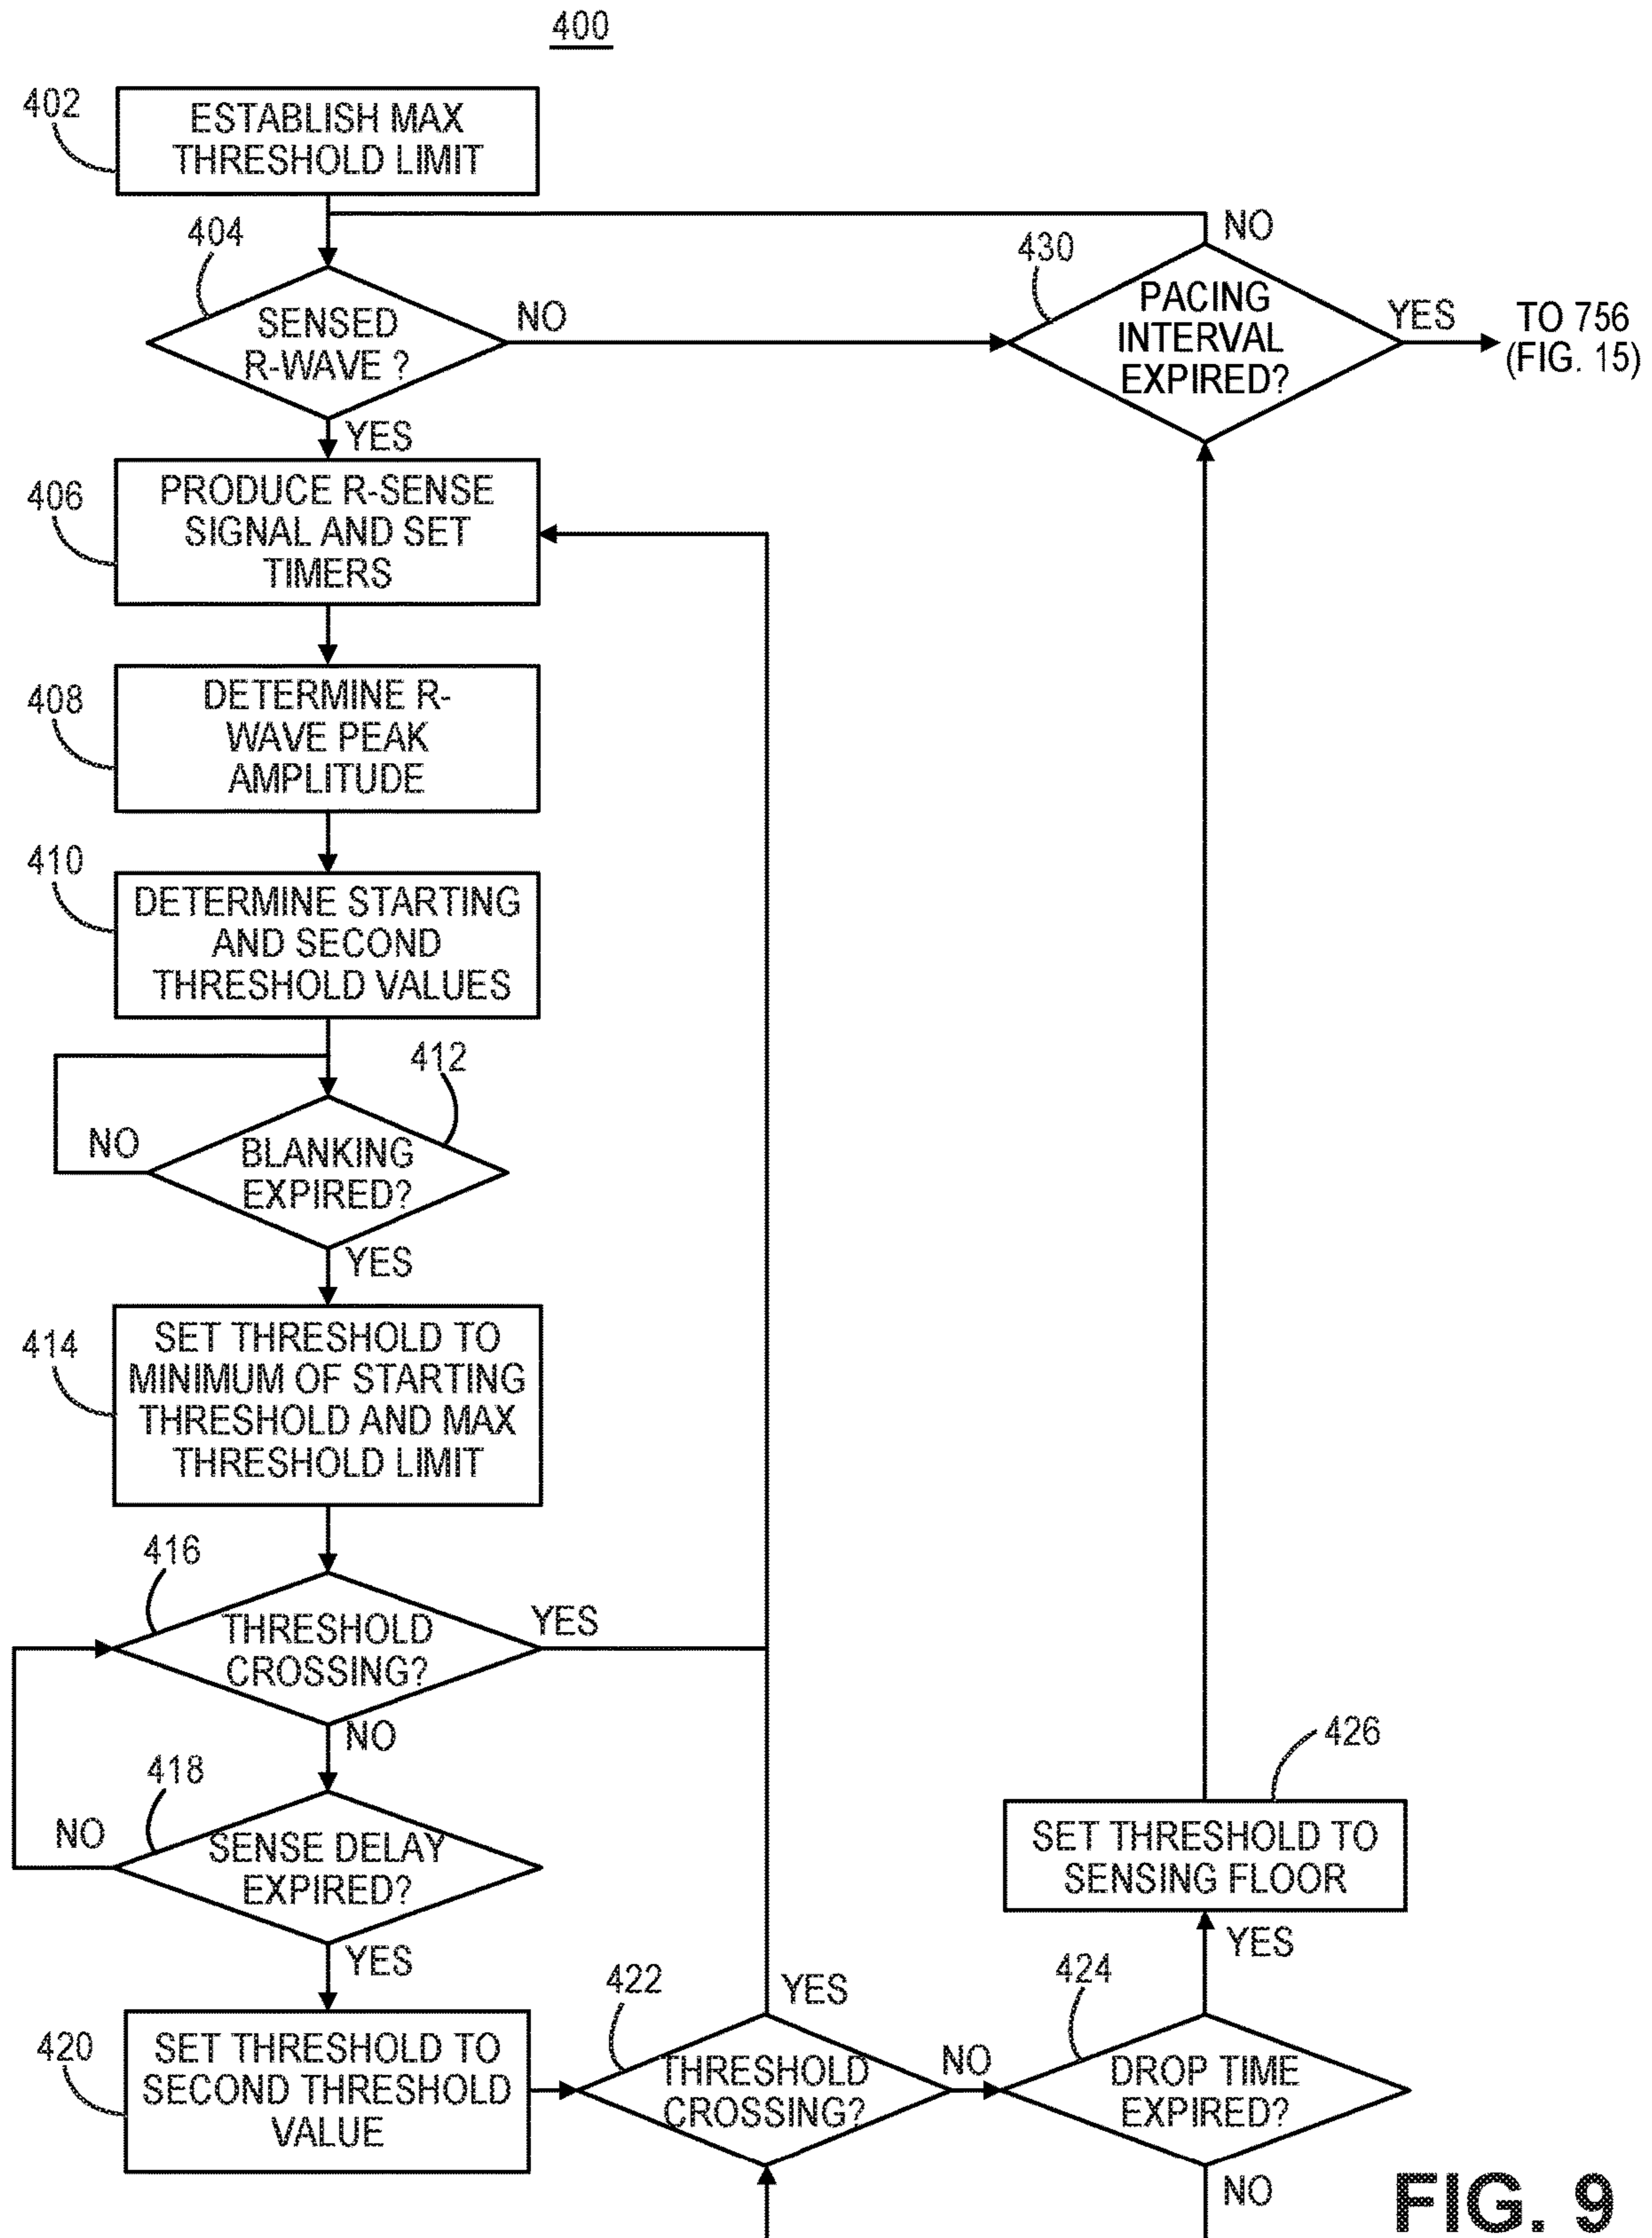 400
402
ESTABLISH MAX
THRESHOLD LIMIT
404
SENSED
R-WAVE ?
NO
YES
430
PACING
INTERVAL
EXPIRED?
NO
YES
TO 756
(FIG. 15)
406
PRODUCE R-SENSE
SIGNAL AND SET
TIMERS
408
DETERMINE R-
WAVE PEAK
AMPLITUDE
410
DETERMINE STARTING
AND SECOND
THRESHOLD VALUES
412
BLANKING
EXPIRED?
NO
YES
414
SET THRESHOLD TO
MINIMUM OF STARTING
THRESHOLD AND MAX
THRESHOLD LIMIT
416
THRESHOLD
CROSSING?
YES
NO
418
SENSE DELAY
EXPIRED?
NO
YES
420
SET THRESHOLD TO
SECOND THRESHOLD
VALUE
422
THRESHOLD
CROSSING?
YES
NO
424
DROP TIME
EXPIRED?
YES
NO
426
SET THRESHOLD TO
SENSING FLOOR
FIG. 9